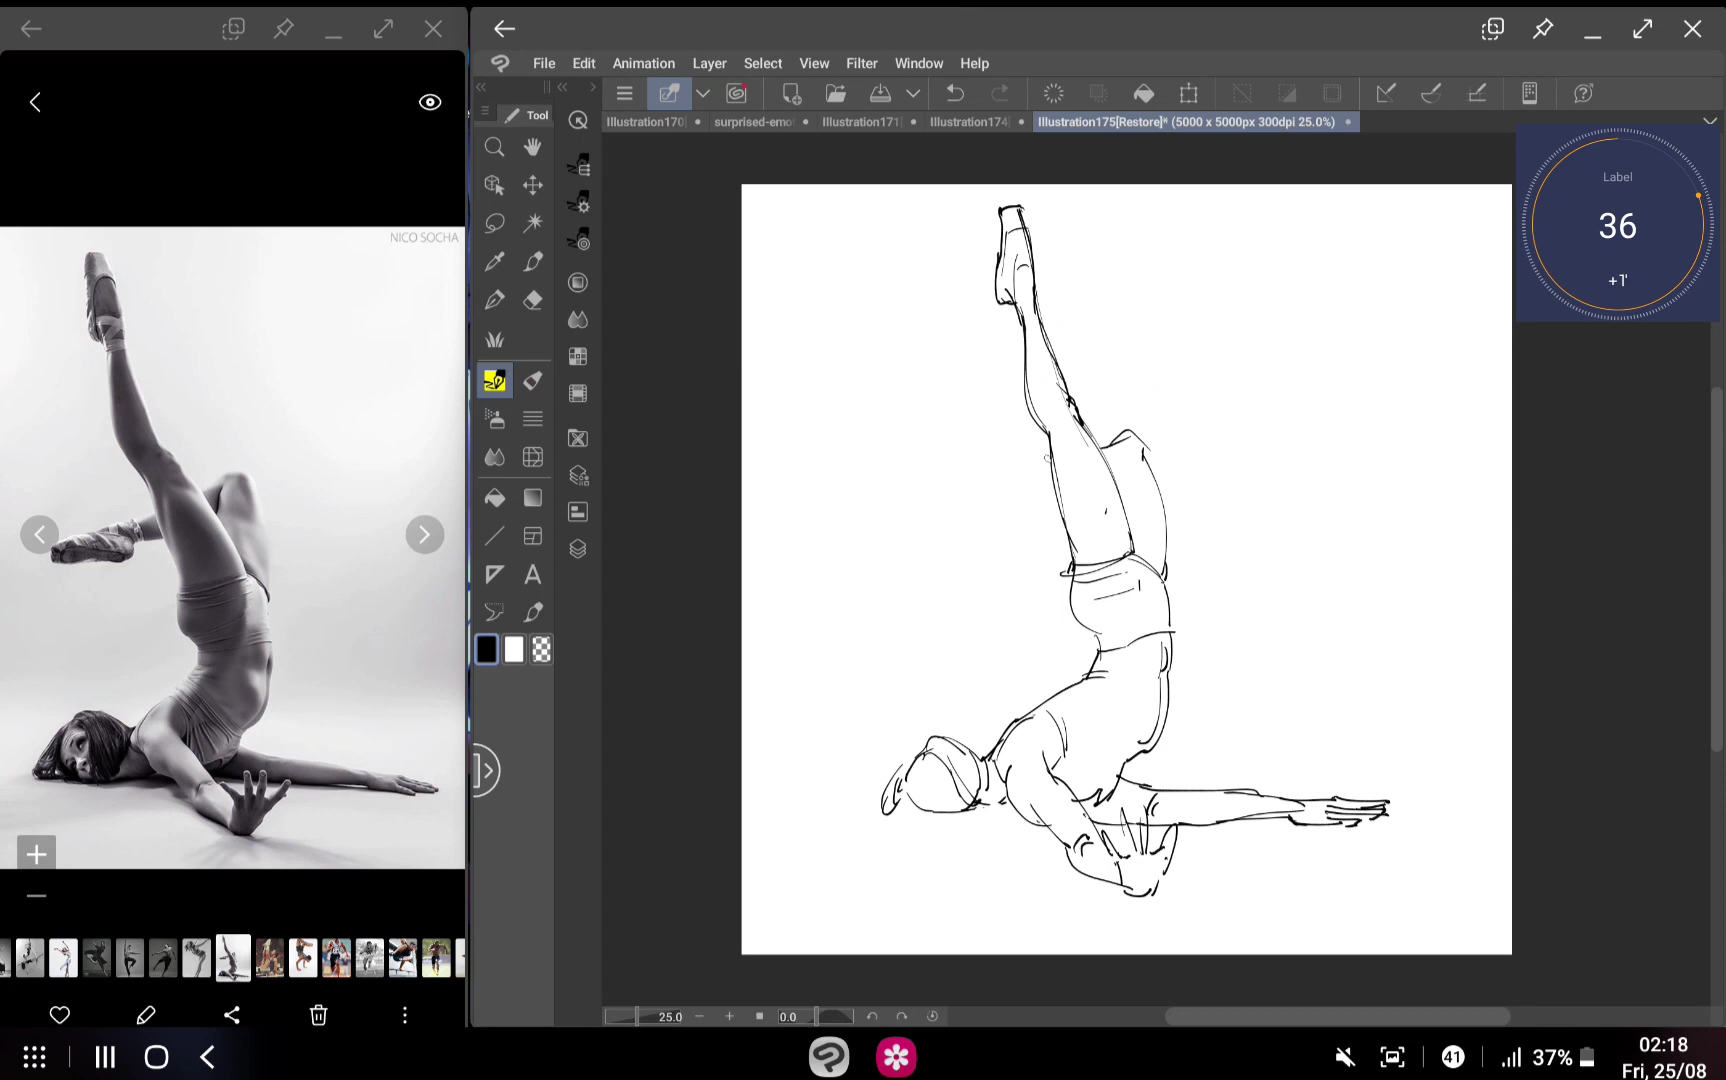 NICO SOCHA
File Edit Animation Layer Select View Filter Window Help
Tool
Illustration170 surprised-emo Illustration171 Illustration174 Illustration175[Restore]* (5000 x 5000px 300dpi 25.0%)
Label
36
+1'
A
25.0
0.0
41
37%
02:18
Fri, 25/08